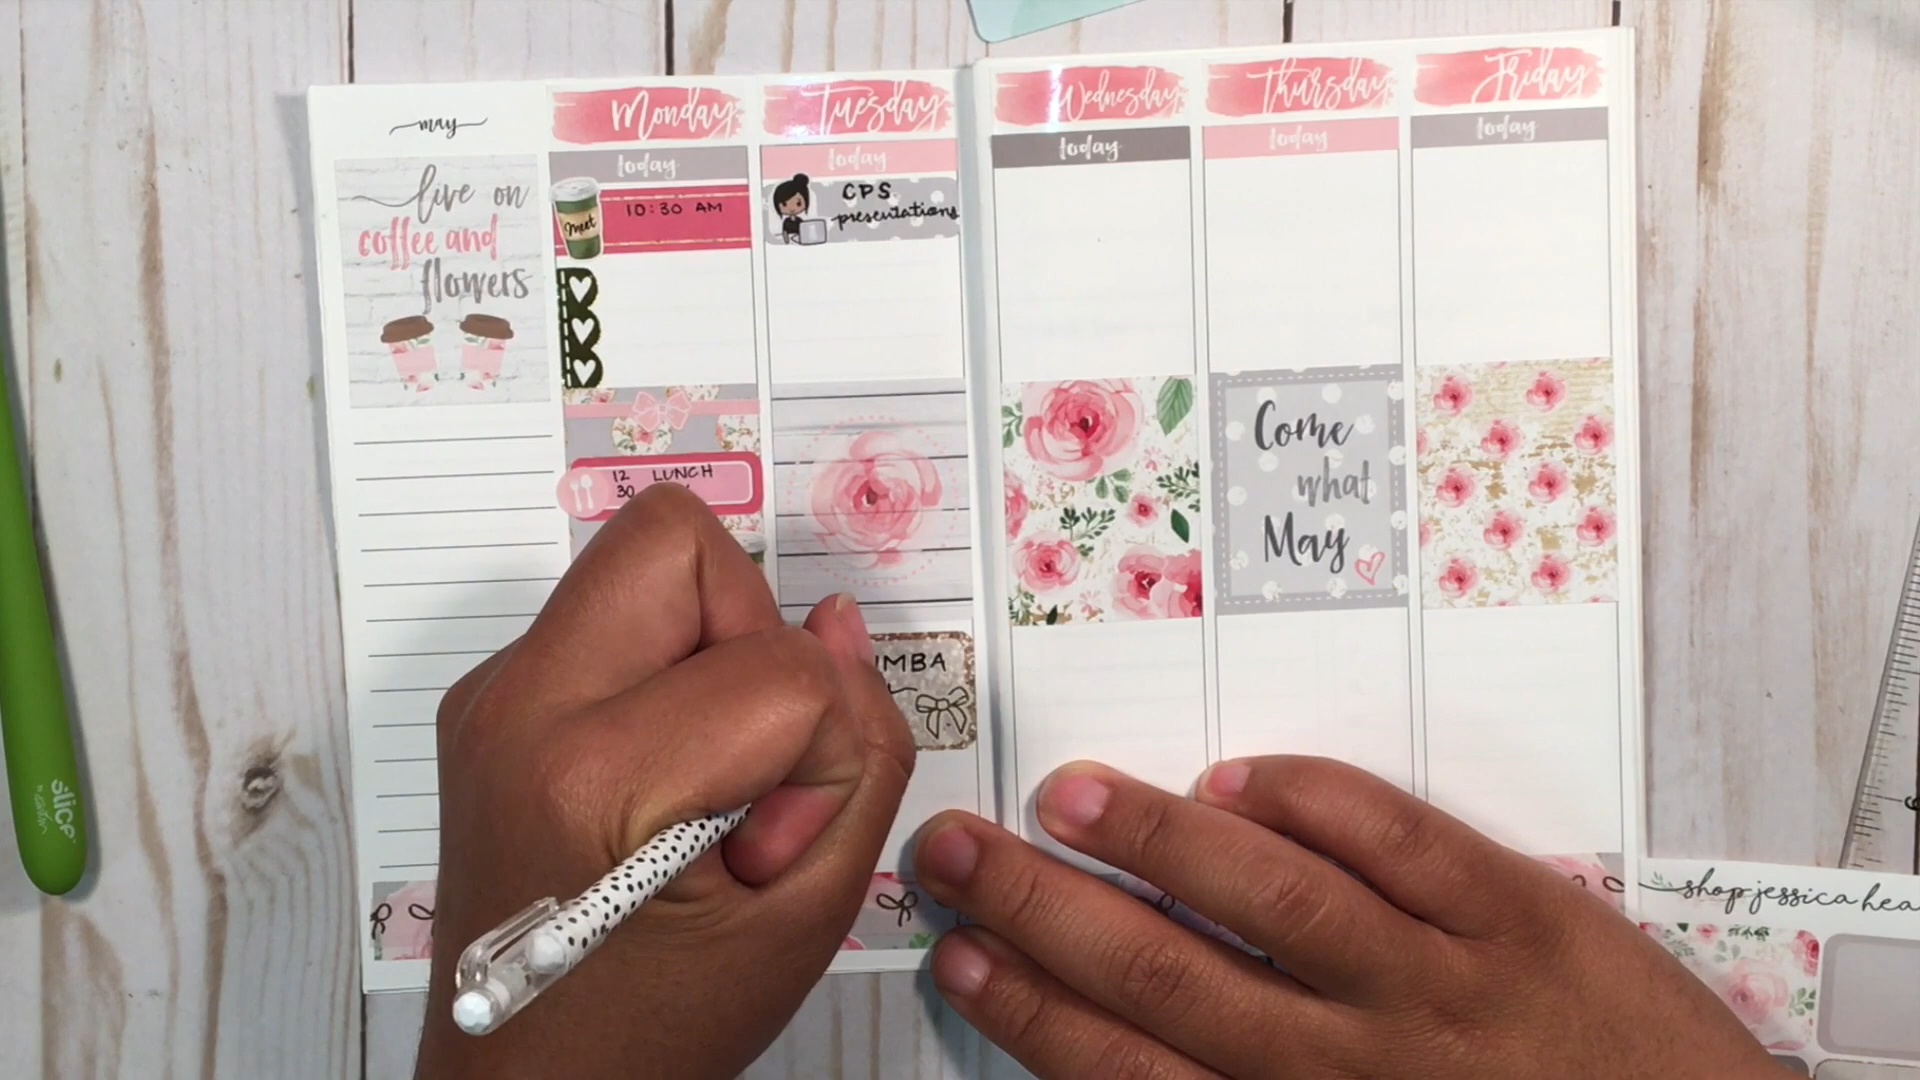 may
Monday
Tuesday
Wednesday
Thursday
Friday
today
today
today
today
today
live on
coffee and
flowers
Meet
10:30 AM
CPS
presentations
12 LUNCH
30
Come
what
May
IMBA
slice
shop jessica hea